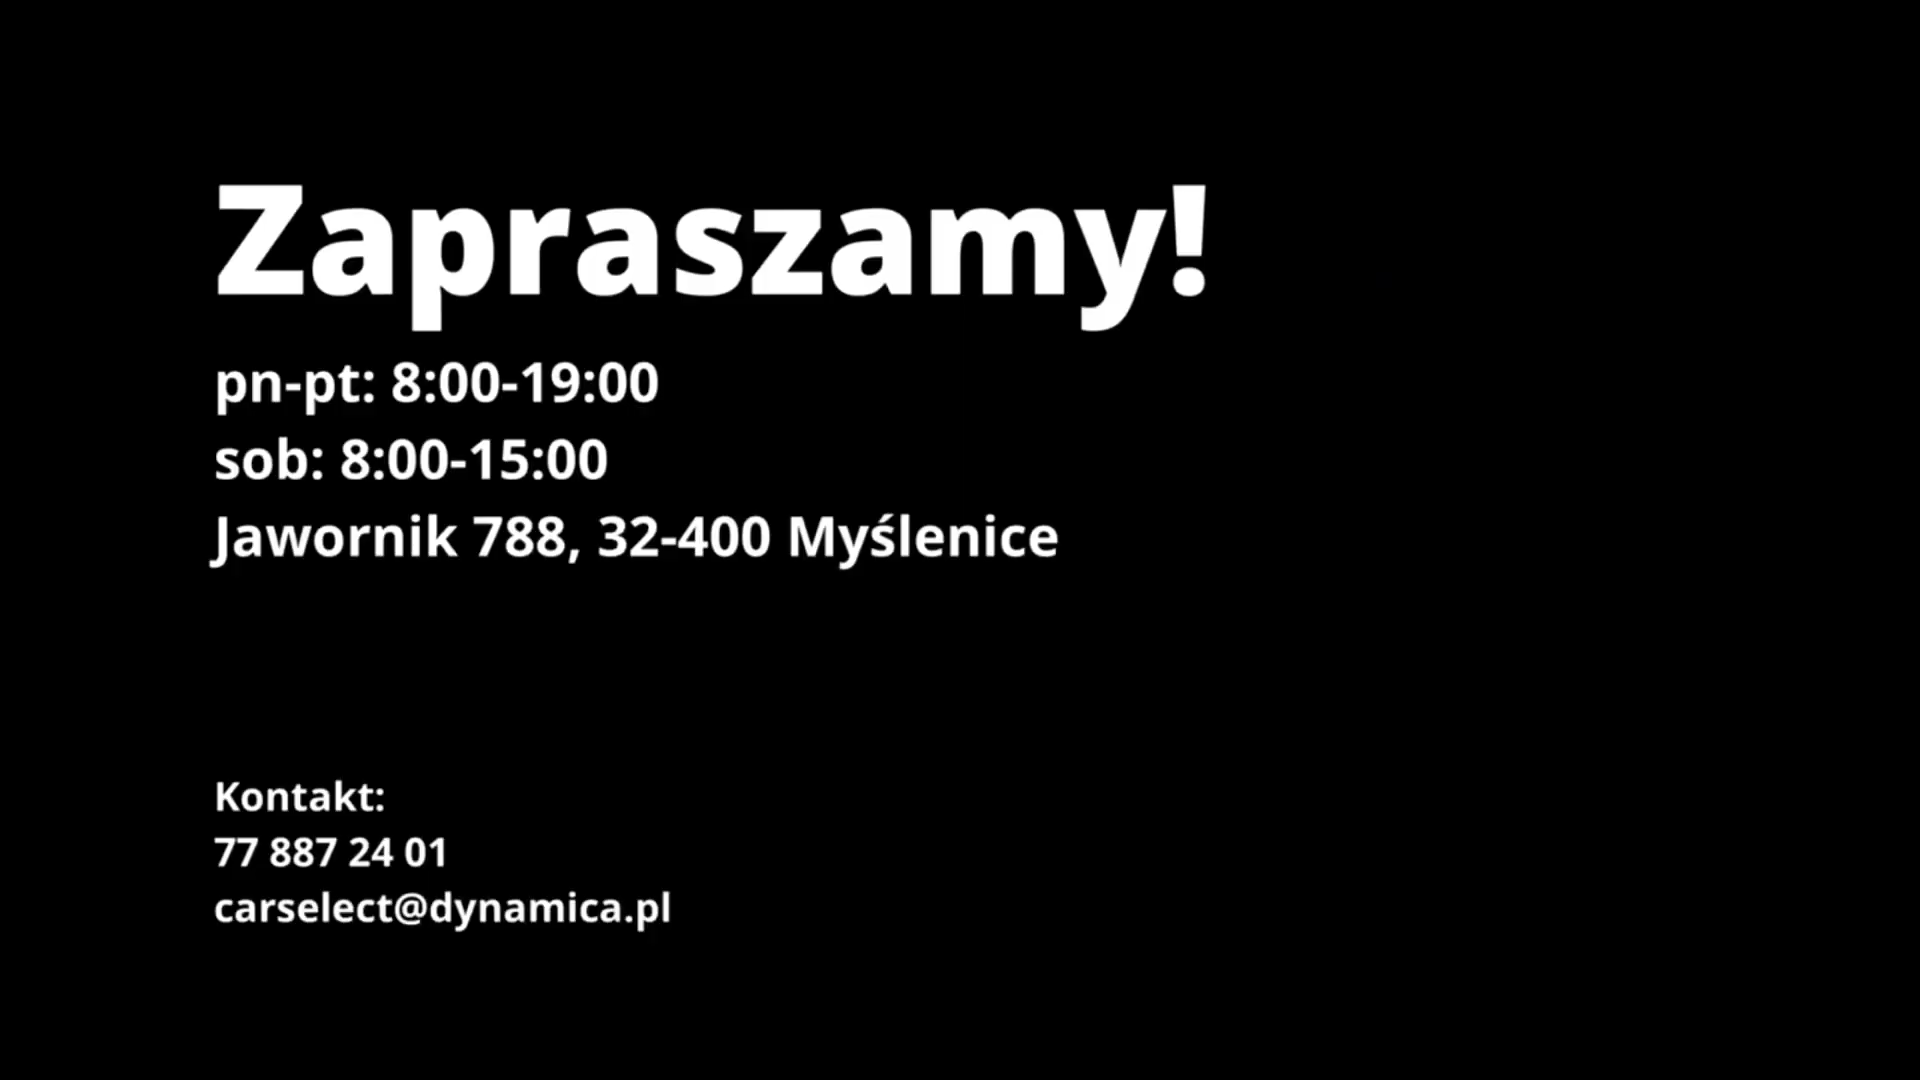 Zapraszamy!
pn-pt: 8:00-19:00
sob: 8:00-15:00
Jawornik 788, 32-400 Myślenice
Kontakt:
77 887 24 01
carselect@dynamica.pl